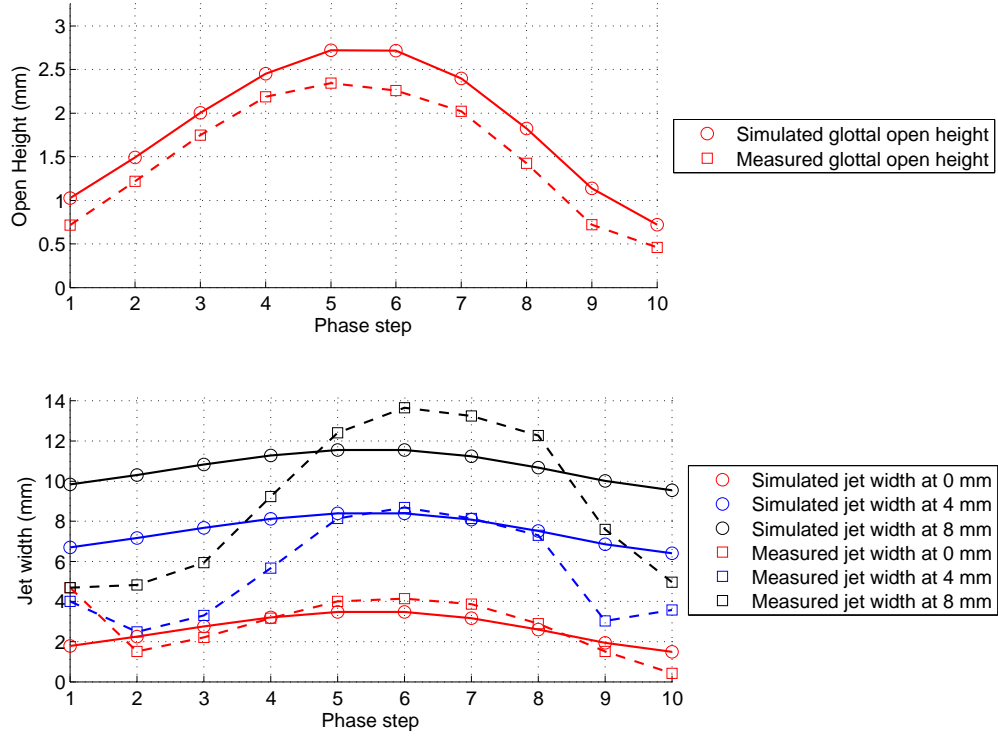 3
2.5
2
1.5
1
0.5
0
Open Height (mm)
1 2 3 4 5 6 7 8 9 10
Phase step
Simulated glottal open height
Measured glottal open height
14
12
10
8
6
4
2
0
Jet width (mm)
1 2 3 4 5 6 7 8 9 10
Phase step
Simulated jet width at 0 mm
Simulated jet width at 4 mm
Simulated jet width at 8 mm
Measured jet width at 0 mm
Measured jet width at 4 mm
Measured jet width at 8 mm